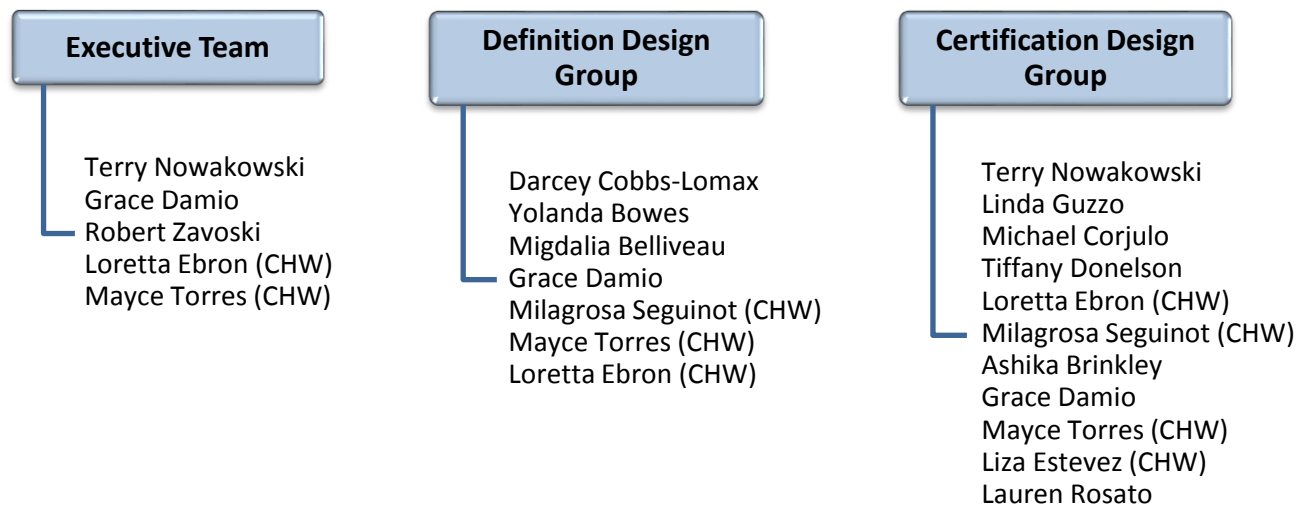 Executive Team
Terry Nowakowski
Grace Damio
Robert Zavoski
Loretta Ebron (CHW)
Mayce Torres (CHW)
Definition Design
Group
Darcey Cobbs-Lomax
Yolanda Bowes
Migdalia Belliveau
Grace Damio
Milagrosa Seguinot (CHW)
Mayce Torres (CHW)
Loretta Ebron (CHW)
Certification Design
Group
Terry Nowakowski
Linda Guzzo
Michael Corjulo
Tiffany Donelson
Loretta Ebron (CHW)
Milagrosa Seguinot (CHW)
Ashika Brinkley
Grace Damio
Mayce Torres (CHW)
Liza Estevez (CHW)
Lauren Rosato